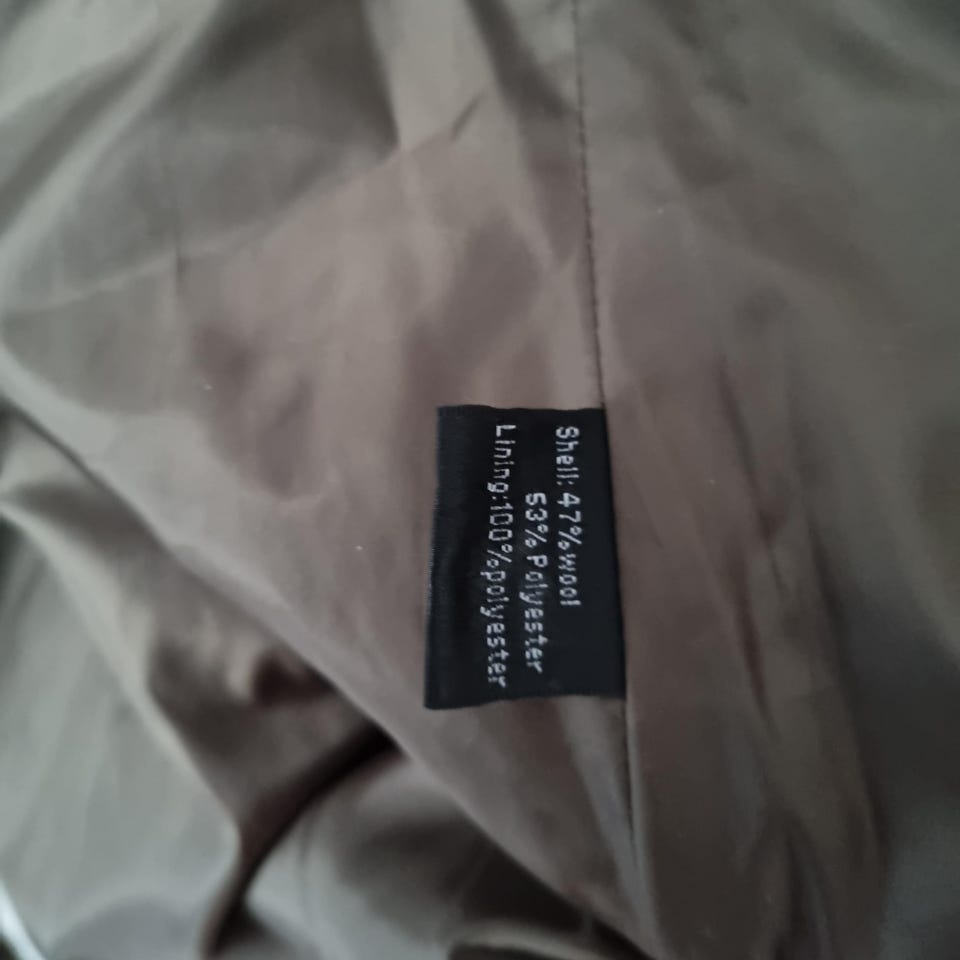 Shell: 47%wool
53% Polyester
Lining:100%polyester